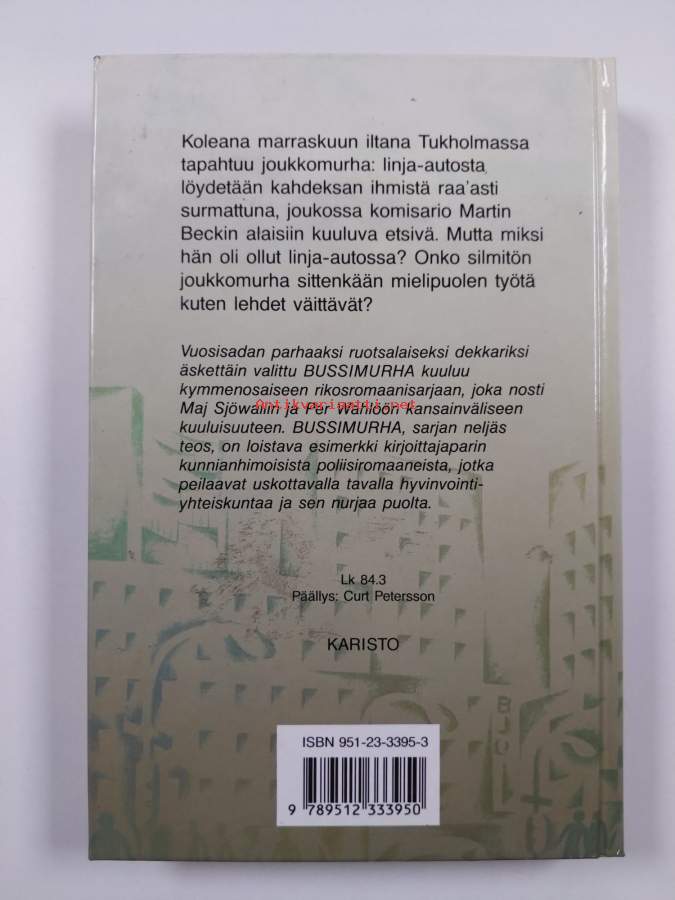 Koleana marraskuun iltana Tukholmassa
tapahtuu joukkomurha: linja-autosta
löydetään kahdeksan ihmistä raa'asti
surmattuna, joukossa komisario Martin
Beckin alaisiin kuuluva etsivä. Mutta miksi
hän oli ollut linja-autossa? Onko silmitön
joukkomurha sittenkään mielipuolen työtä
kuten lehdet väittävät?
Vuosisadan parhaaksi ruotsalaiseksi dekkariksi
äskettäin valittu BUSSIMURHA kuuluu
kymmenosaiseen rikosromaanisarjaan, joka nosti
Antikvariaatti.net
Maj Sjöwallin ja Per Wahlöön kansainväliseen
kuuluisuuteen. BUSSIMURHA, sarjan neljäs
teos, on loistava esimerkki kirjoittajaparin
kunnianhimoisista poliisiromaaneista, jotka
peilaavat uskottavalla tavalla hyvinvointi-
yhteiskuntaa ja sen nurjaa puolta.
Lk 84.3
Päällys: Curt Petersson
KARISTO
ISBN 951-23-3395-3
9 789512 333950